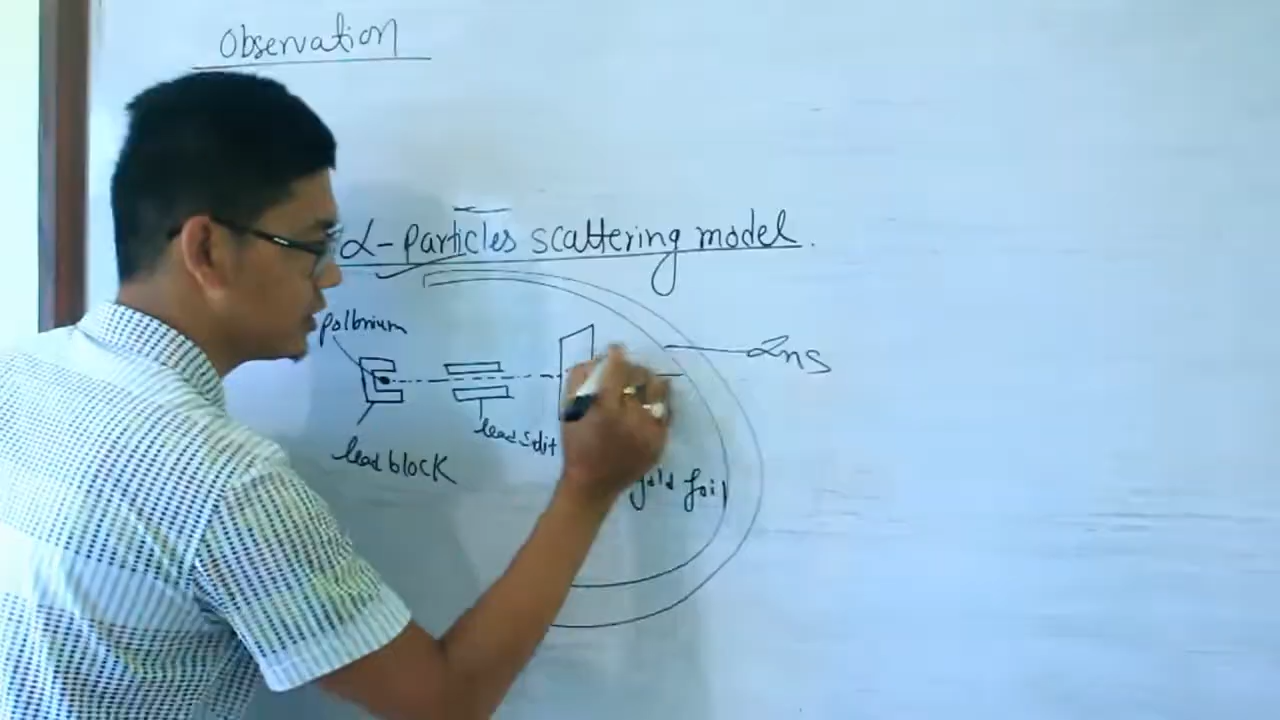 Observation
α-particles scattering model.
polonium
ZnS
lead slit
lead block
gold foil